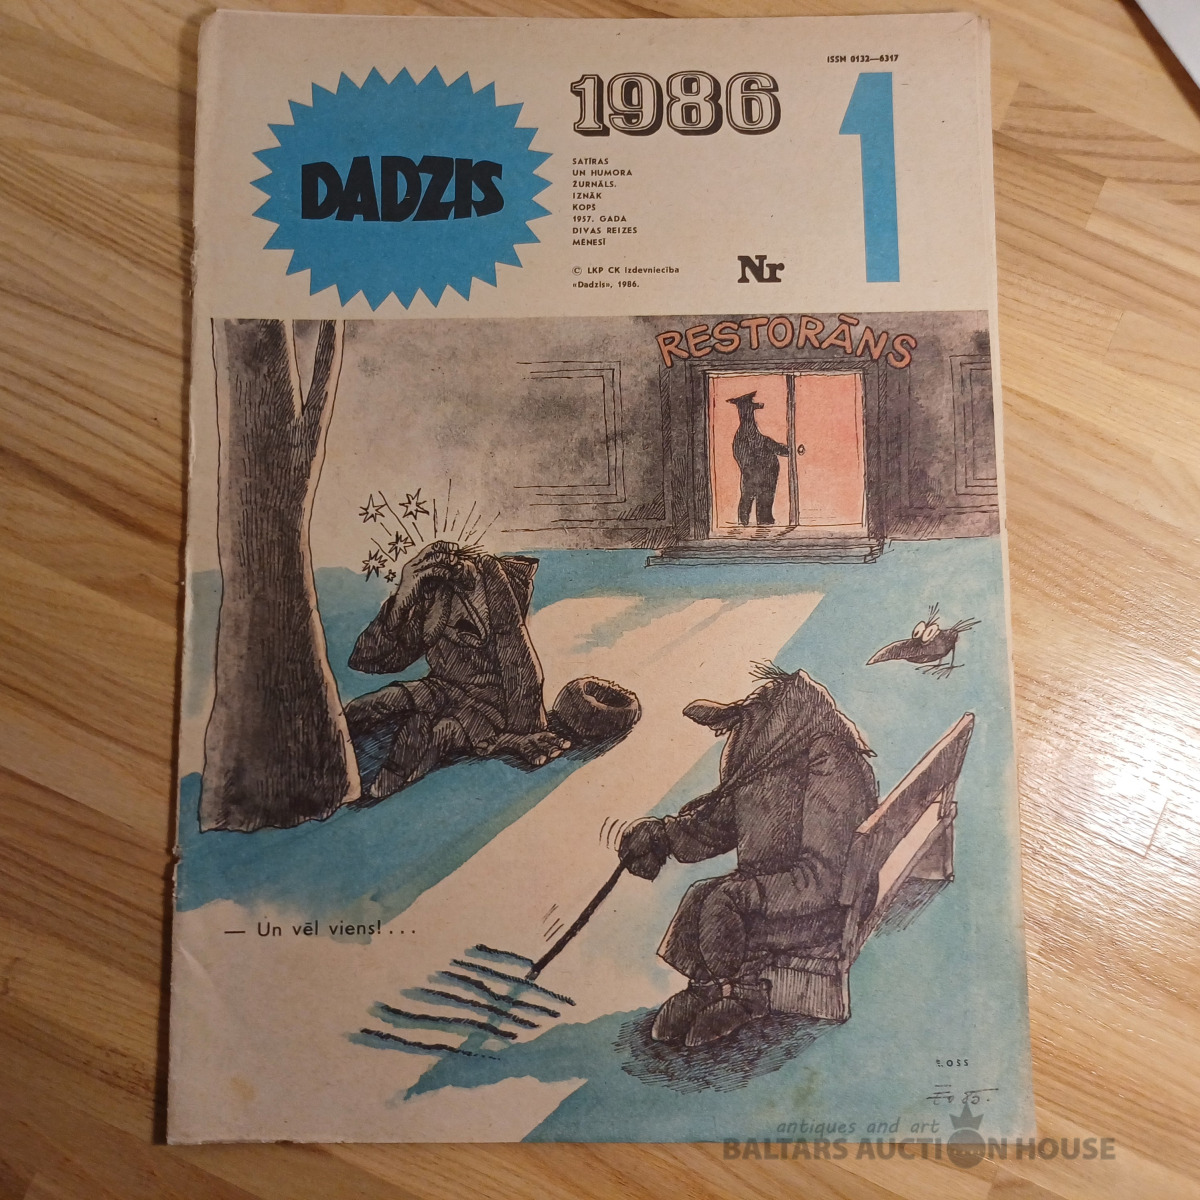 ISSN 0132—6317
DADZIS
1986
1
SATĪRAS
UN HUMORA
ŽURNĀLS.
IZNĀK
KOPŠ
1957. GADA
DIVAS REIZES
MĒNESĪ
© LKP CK Izdevniecība
«Dadzis», 1986.
Nr
RESTORĀNS
— Un vēl viens! . . .
E. OSS
antiques and art
BALTARS AUCTION HOUSE